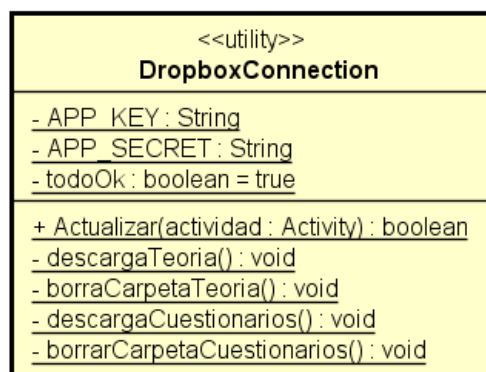 <<utility>>
DropboxConnection
- APP_KEY : String
- APP_SECRET : String
- todoOk : boolean = true
+ Actualizar(actividad : Activity) : boolean
- descargaTeoria() : void
- borraCarpetaTeoria() : void
- descargaCuestionarios() : void
- borrarCarpetaCuestionarios() : void